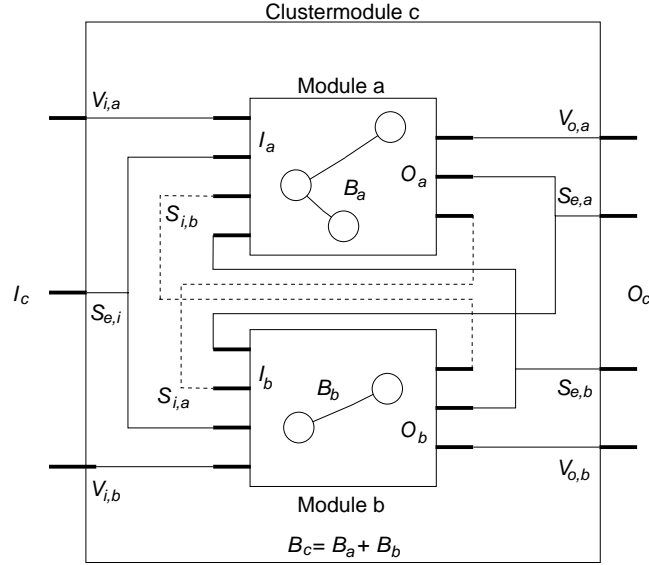 Clustermodule c
Module a
V_{i,a}
V_{o,a}
I_a
O_a
B_a
S_{i,b}
S_{e,a}
I_c
O_c
S_{e,i}
I_b
B_b
S_{i,a}
S_{e,b}
O_b
V_{i,b}
V_{o,b}
Module b
B_c = B_a + B_b